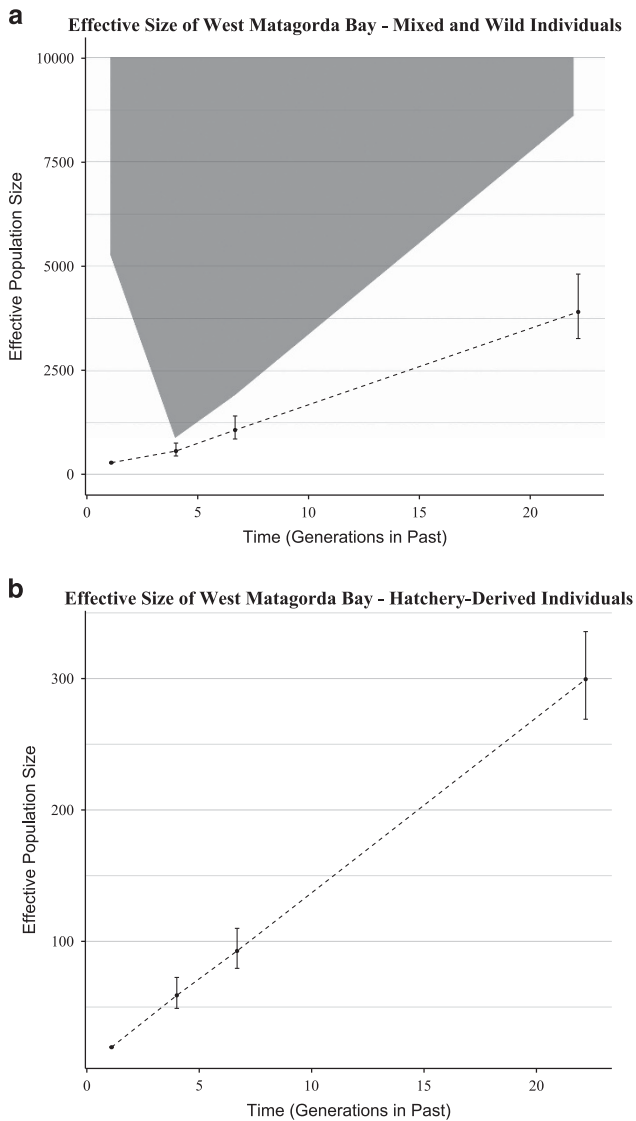 a
Effective Size of West Matagorda Bay - Mixed and Wild Individuals
10000
7500
5000
2500
0
Effective Population Size
0 5 10 15 20
Time (Generations in Past)
b
Effective Size of West Matagorda Bay - Hatchery-Derived Individuals
300
200
100
Effective Population Size
0 5 10 15 20
Time (Generations in Past)